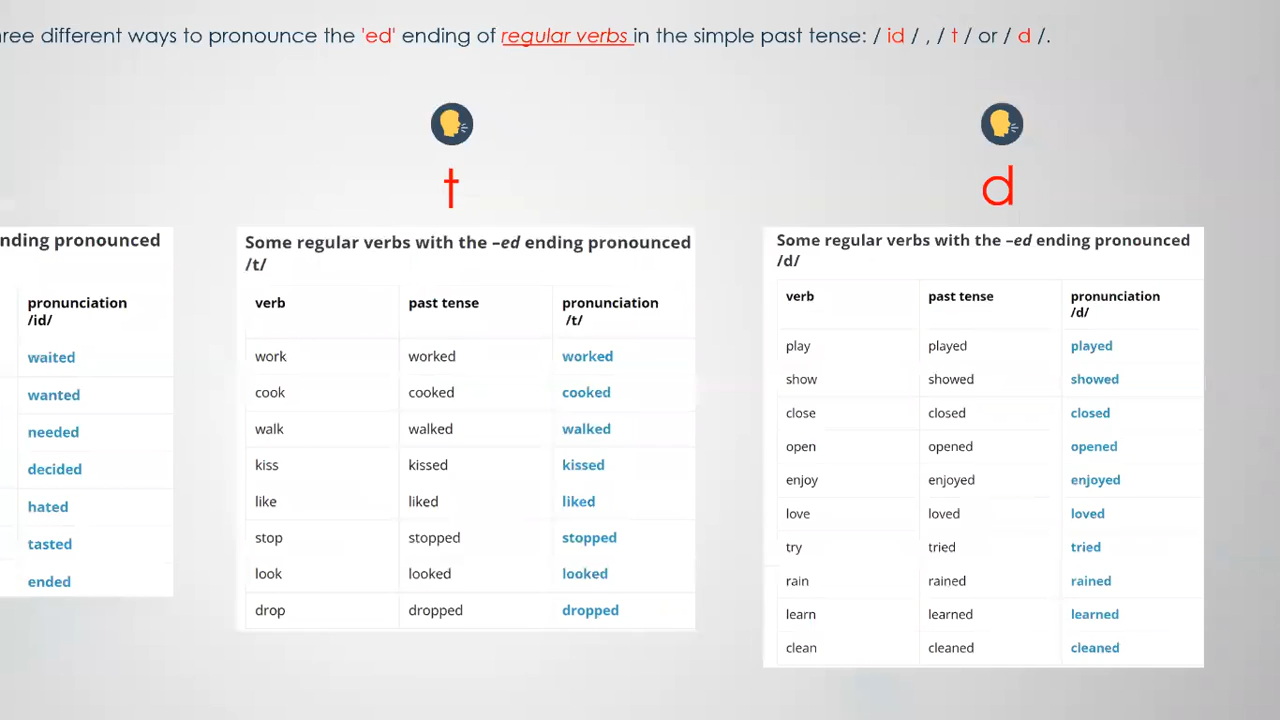 three different ways to pronounce the 'ed' ending of regular verbs in the simple past tense: / id / , / t / or / d /.
t
d
nding pronounced
pronunciation
/id/
waited
wanted
needed
decided
hated
tasted
ended
Some regular verbs with the –ed ending pronounced
/t/
verb past tense pronunciation
/t/
work worked worked
cook cooked cooked
walk walked walked
kiss kissed kissed
like liked liked
stop stopped stopped
look looked looked
drop dropped dropped
Some regular verbs with the –ed ending pronounced
/d/
verb past tense pronunciation
/d/
play played played
show showed showed
close closed closed
open opened opened
enjoy enjoyed enjoyed
love loved loved
try tried tried
rain rained rained
learn learned learned
clean cleaned cleaned